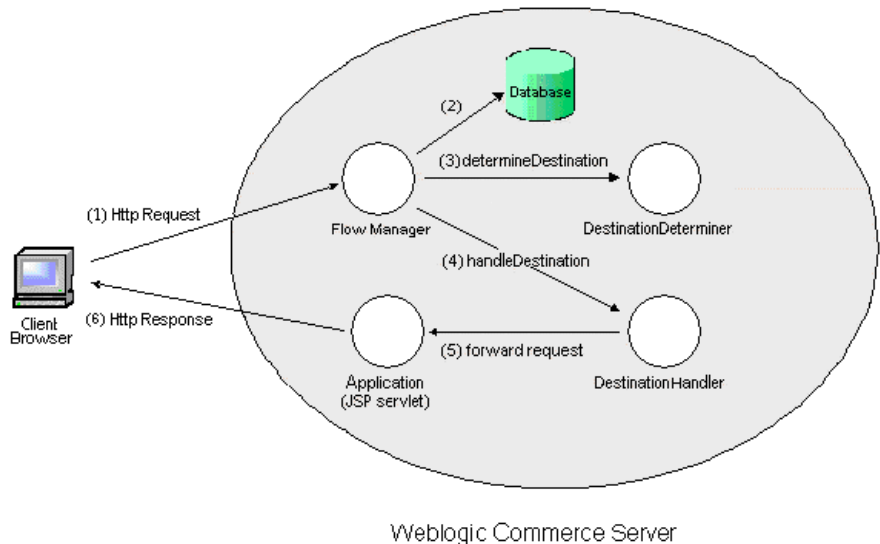 Database
(2)
(3) determineDestination
(1) Http Request
Flow Manager
DestinationDeterminer
(4) handleDestination
Client
Browser
(6) Http Response
(5) forward request
Application
(JSP servlet)
DestinationHandler
Weblogic Commerce Server